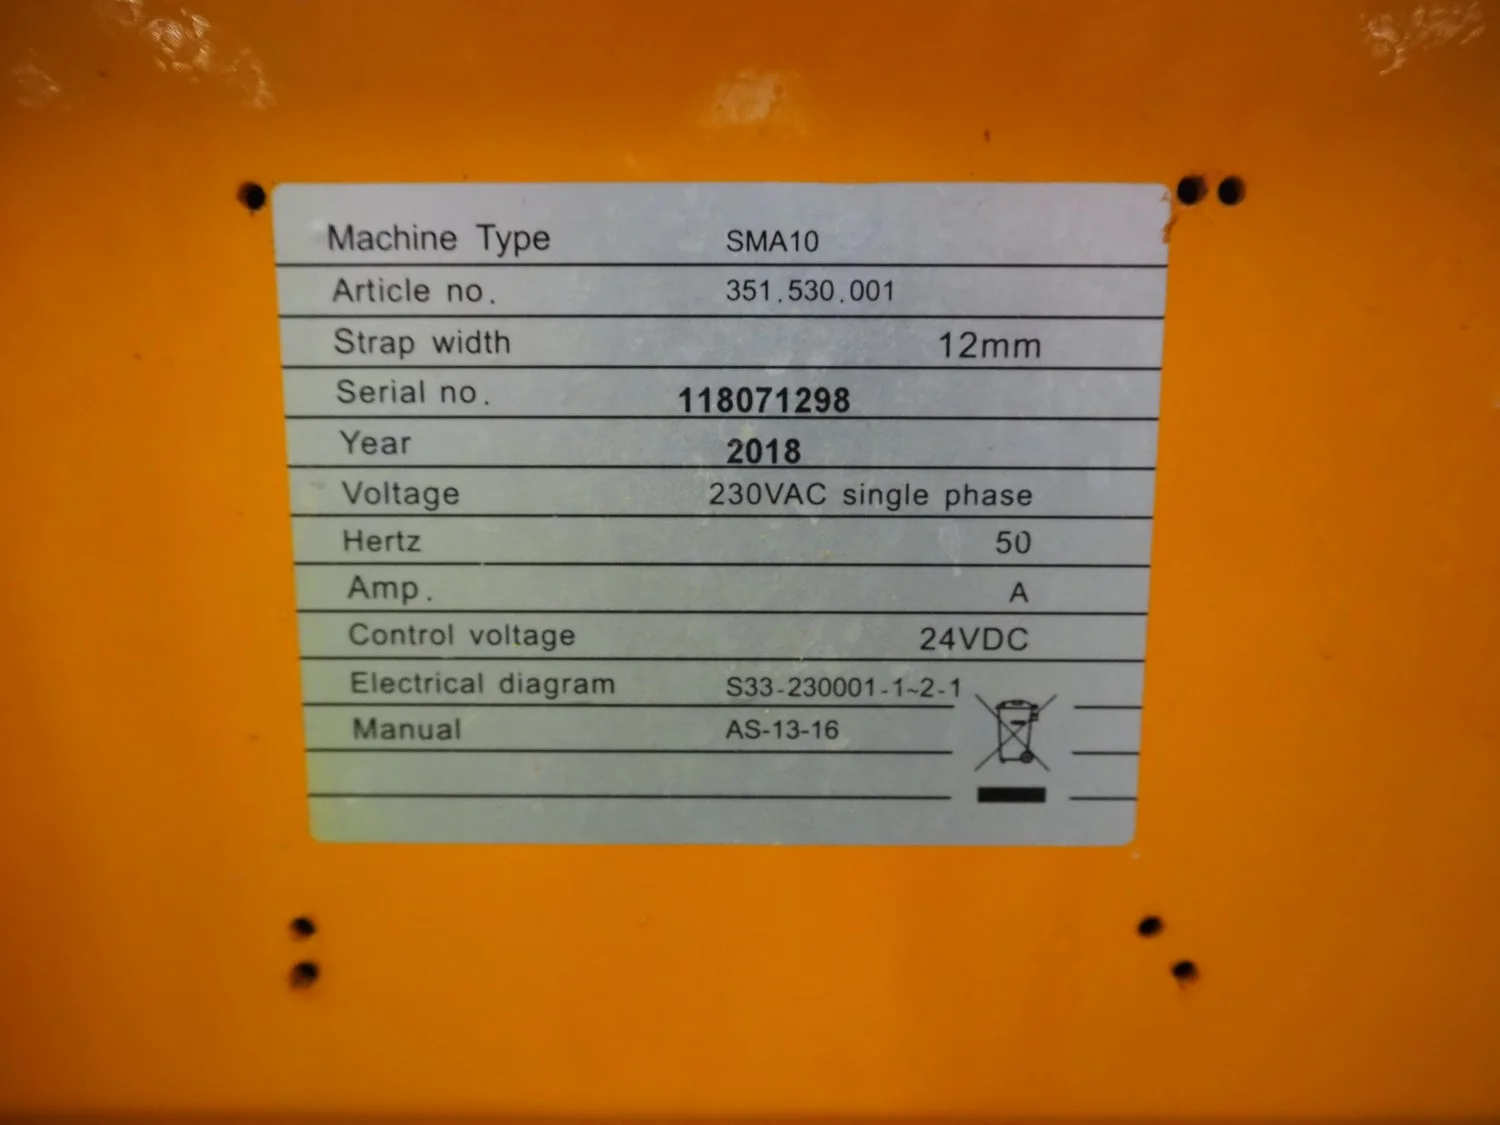 Machine Type SMA10
Article no. 351.530.001
Strap width 12mm
Serial no. 118071298
Year 2018
Voltage 230VAC single phase
Hertz 50
Amp. A
Control voltage 24VDC
Electrical diagram S33-230001-1~2-1
Manual AS-13-16